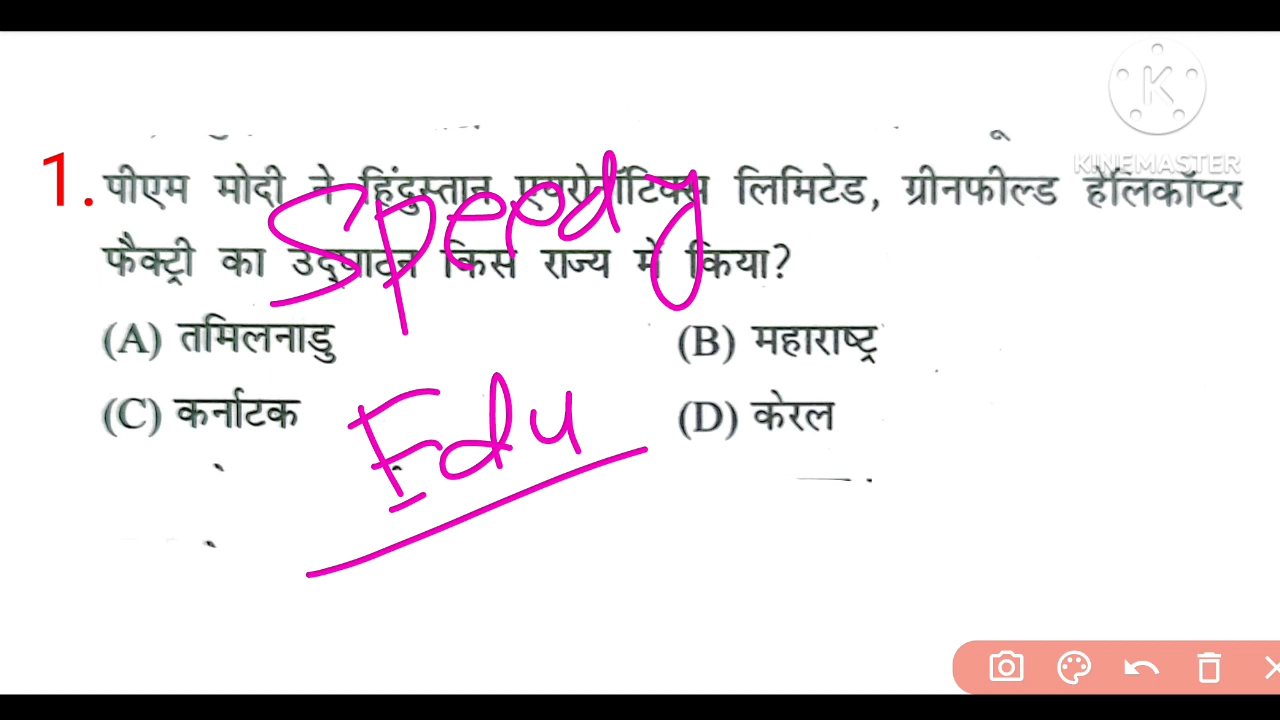 KINEMASTER
1. पीएम मोदी ने हिंदुस्तान एयरोनॉटिक्स लिमिटेड, ग्रीनफील्ड हैलिकॉप्टर
फैक्ट्री का उद्घाटन किस राज्य में किया?
Speedy
(A) तमिलनाडु (B) महाराष्ट्र
(C) कर्नाटक (D) केरल
Edu